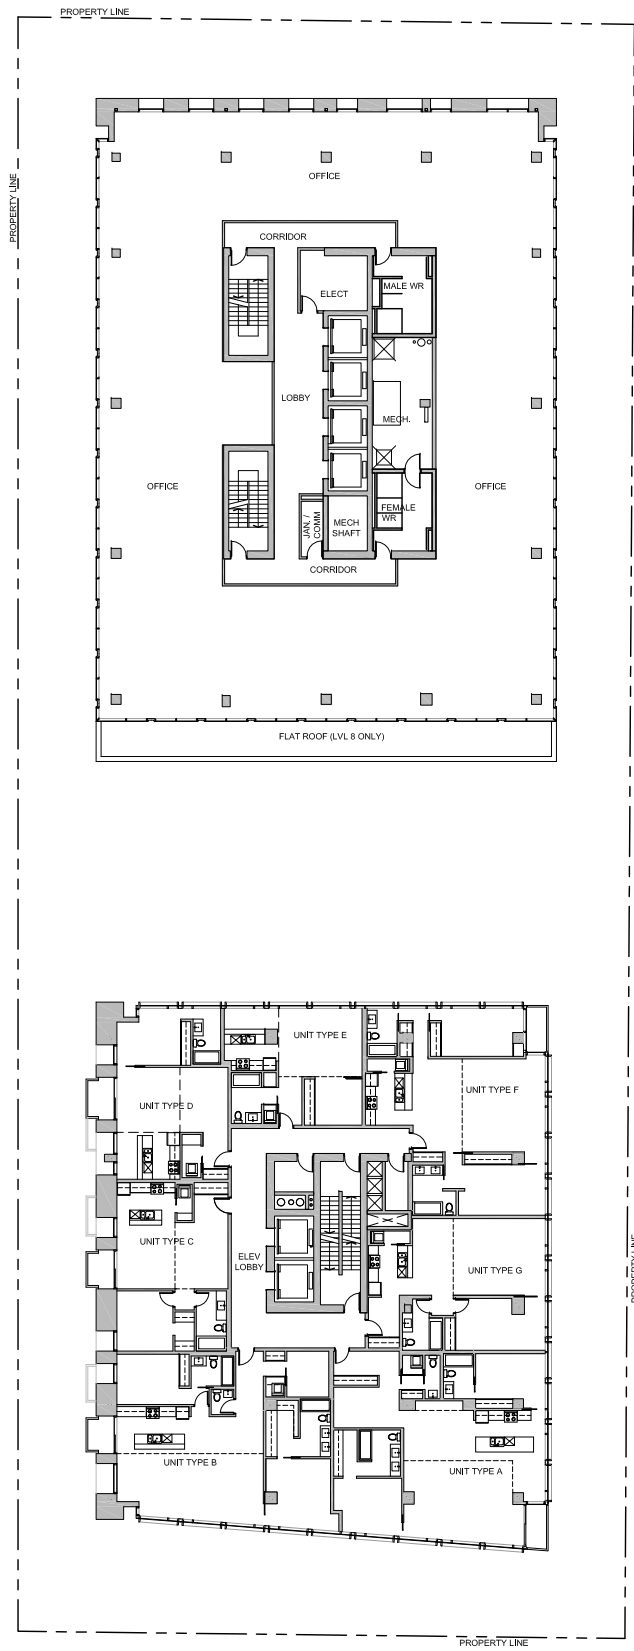 PROPERTY LINE
PROPERTY LINE
OFFICE
CORRIDOR
ELECT
MALE WR
LOBBY
MECH.
OFFICE
OFFICE
JAN. /
COMM
MECH
SHAFT
FEMALE
WR
CORRIDOR
FLAT ROOF (LVL 8 ONLY)
UNIT TYPE E
UNIT TYPE D
UNIT TYPE F
UNIT TYPE C
ELEV
LOBBY
UNIT TYPE G
PROPERTY LINE
UNIT TYPE B
UNIT TYPE A
PROPERTY LINE